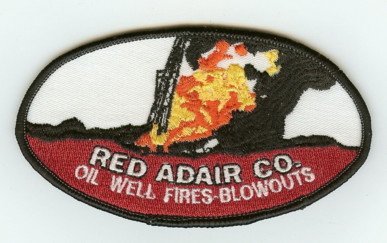 RED ADAIR CO.
OIL WELL FIRES-BLOWOUTS